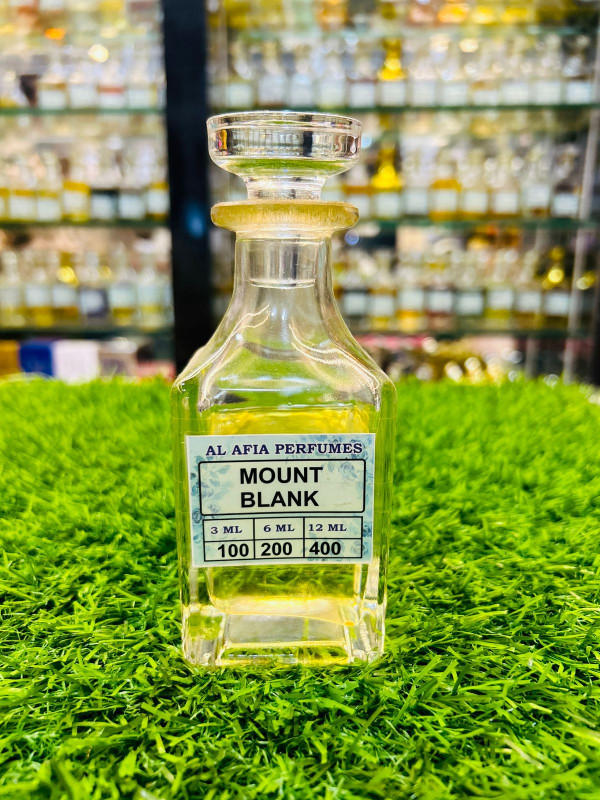 AL AFIA PERFUMES
MOUNT
BLANK
3 ML 6 ML 12 ML
100 200 400